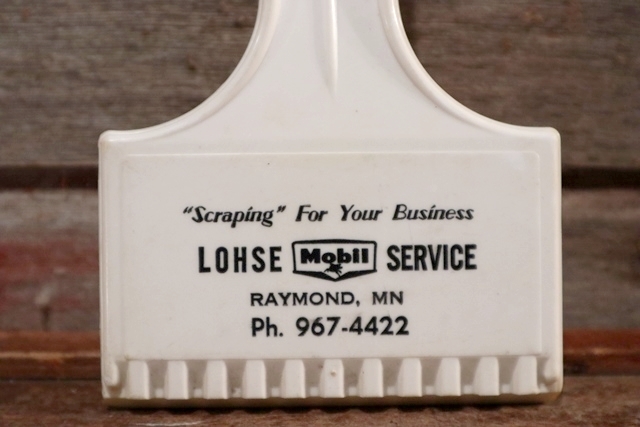 "Scraping" For Your Business
LOHSE Mobil SERVICE
RAYMOND, MN
Ph. 967-4422